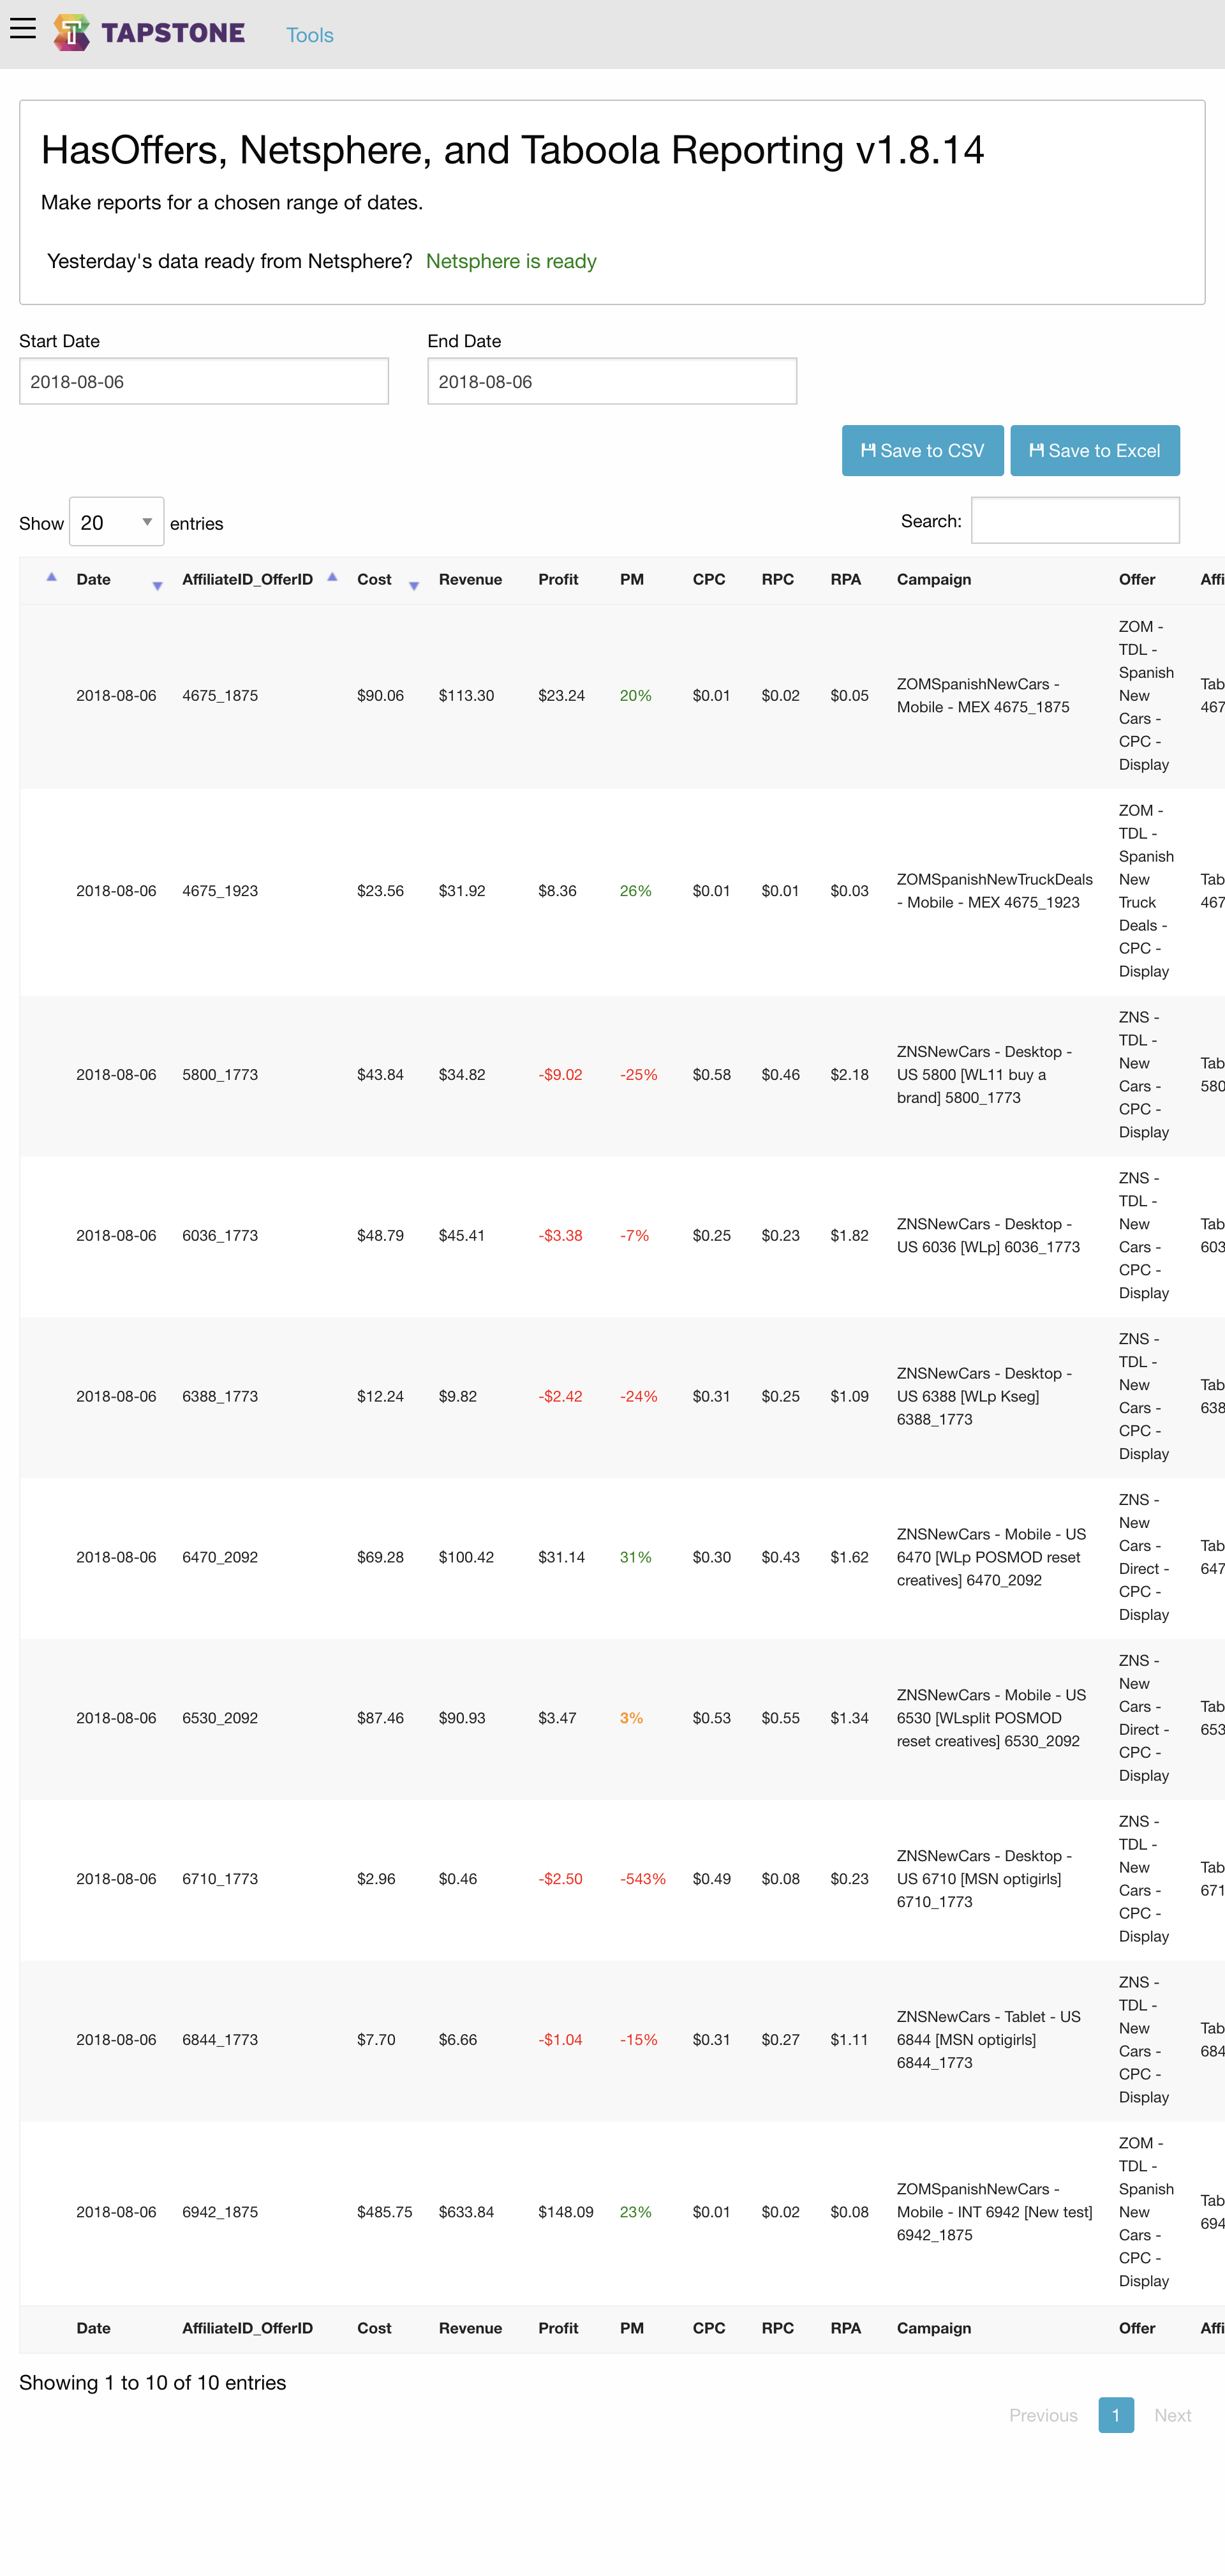 TAPSTONE
Tools
HasOffers, Netsphere, and Taboola Reporting v1.8.14
Make reports for a chosen range of dates.
Yesterday's data ready from Netsphere? Netsphere is ready
Start Date
End Date
2018-08-06
2018-08-06
Save to CSV
Save to Excel
Show 20 entries
Search:
Date AffiliateID_OfferID Cost Revenue Profit PM CPC RPC RPA Campaign Offer Affi
2018-08-06 4675_1875 $90.06 $113.30 $23.24 20% $0.01 $0.02 $0.05
ZOMSpanishNewCars -
Mobile - MEX 4675_1875
ZOM -
TDL -
Spanish
New
Cars -
CPC -
Display
Tab
467
2018-08-06 4675_1923 $23.56 $31.92 $8.36 26% $0.01 $0.01 $0.03
ZOMSpanishNewTruckDeals
- Mobile - MEX 4675_1923
ZOM -
TDL -
Spanish
New
Truck
Deals -
CPC -
Display
Tab
467
2018-08-06 5800_1773 $43.84 $34.82 -$9.02 -25% $0.58 $0.46 $2.18
ZNSNewCars - Desktop -
US 5800 [WL11 buy a
brand] 5800_1773
ZNS -
TDL -
New
Cars -
CPC -
Display
Tab
580
2018-08-06 6036_1773 $48.79 $45.41 -$3.38 -7% $0.25 $0.23 $1.82
ZNSNewCars - Desktop -
US 6036 [WLp] 6036_1773
ZNS -
TDL -
New
Cars -
CPC -
Display
Tab
603
2018-08-06 6388_1773 $12.24 $9.82 -$2.42 -24% $0.31 $0.25 $1.09
ZNSNewCars - Desktop -
US 6388 [WLp Kseg]
6388_1773
ZNS -
TDL -
New
Cars -
CPC -
Display
Tab
638
2018-08-06 6470_2092 $69.28 $100.42 $31.14 31% $0.30 $0.43 $1.62
ZNSNewCars - Mobile - US
6470 [WLp POSMOD reset
creatives] 6470_2092
ZNS -
New
Cars -
Direct -
CPC -
Display
Tab
647
2018-08-06 6530_2092 $87.46 $90.93 $3.47 3% $0.53 $0.55 $1.34
ZNSNewCars - Mobile - US
6530 [WLsplit POSMOD
reset creatives] 6530_2092
ZNS -
New
Cars -
Direct -
CPC -
Display
Tab
653
2018-08-06 6710_1773 $2.96 $0.46 -$2.50 -543% $0.49 $0.08 $0.23
ZNSNewCars - Desktop -
US 6710 [MSN optigirls]
6710_1773
ZNS -
TDL -
New
Cars -
CPC -
Display
Tab
671
2018-08-06 6844_1773 $7.70 $6.66 -$1.04 -15% $0.31 $0.27 $1.11
ZNSNewCars - Tablet - US
6844 [MSN optigirls]
6844_1773
ZNS -
TDL -
New
Cars -
CPC -
Display
Tab
684
2018-08-06 6942_1875 $485.75 $633.84 $148.09 23% $0.01 $0.02 $0.08
ZOMSpanishNewCars -
Mobile - INT 6942 [New test]
6942_1875
ZOM -
TDL -
Spanish
New
Cars -
CPC -
Display
Tab
694
Date AffiliateID_OfferID Cost Revenue Profit PM CPC RPC RPA Campaign Offer Affi
Showing 1 to 10 of 10 entries
Previous 1 Next